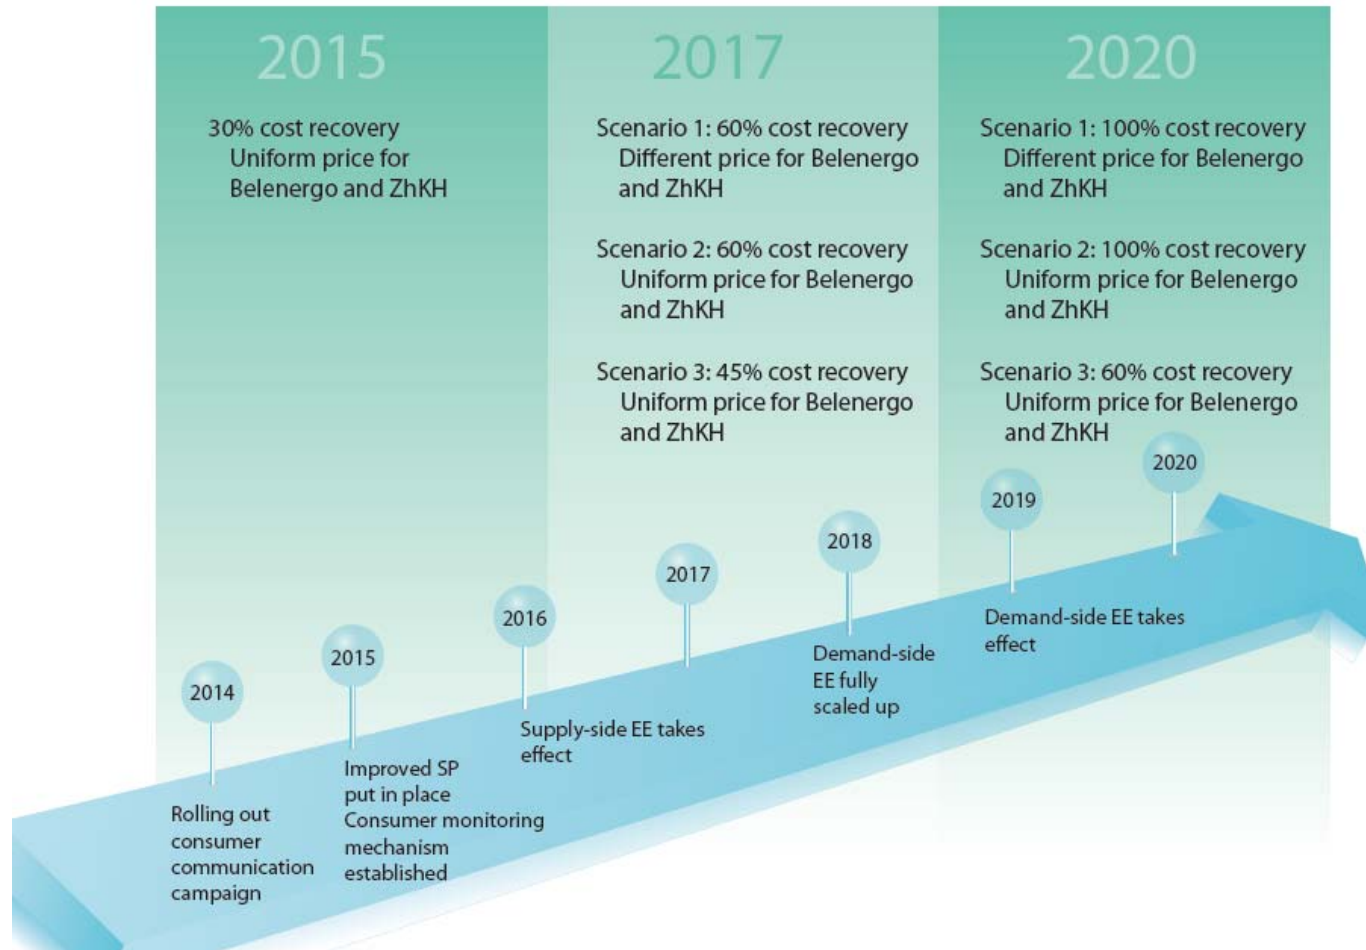 2015
30% cost recovery
Uniform price for
Belenergo and ZhKH
2017
Scenario 1: 60% cost recovery
Different price for Belenergo
and ZhKH
Scenario 2: 60% cost recovery
Uniform price for Belenergo
and ZhKH
Scenario 3: 45% cost recovery
Uniform price for Belenergo
and ZhKH
2020
Scenario 1: 100% cost recovery
Different price for Belenergo
and ZhKH
Scenario 2: 100% cost recovery
Uniform price for Belenergo
and ZhKH
Scenario 3: 60% cost recovery
Uniform price for Belenergo
and ZhKH
2014
Rolling out
consumer
communication
campaign
2015
Improved SP
put in place
Consumer monitoring
mechanism
established
2016
Supply-side EE takes
effect
2017
2018
Demand-side
EE fully
scaled up
2019
Demand-side EE takes
effect
2020